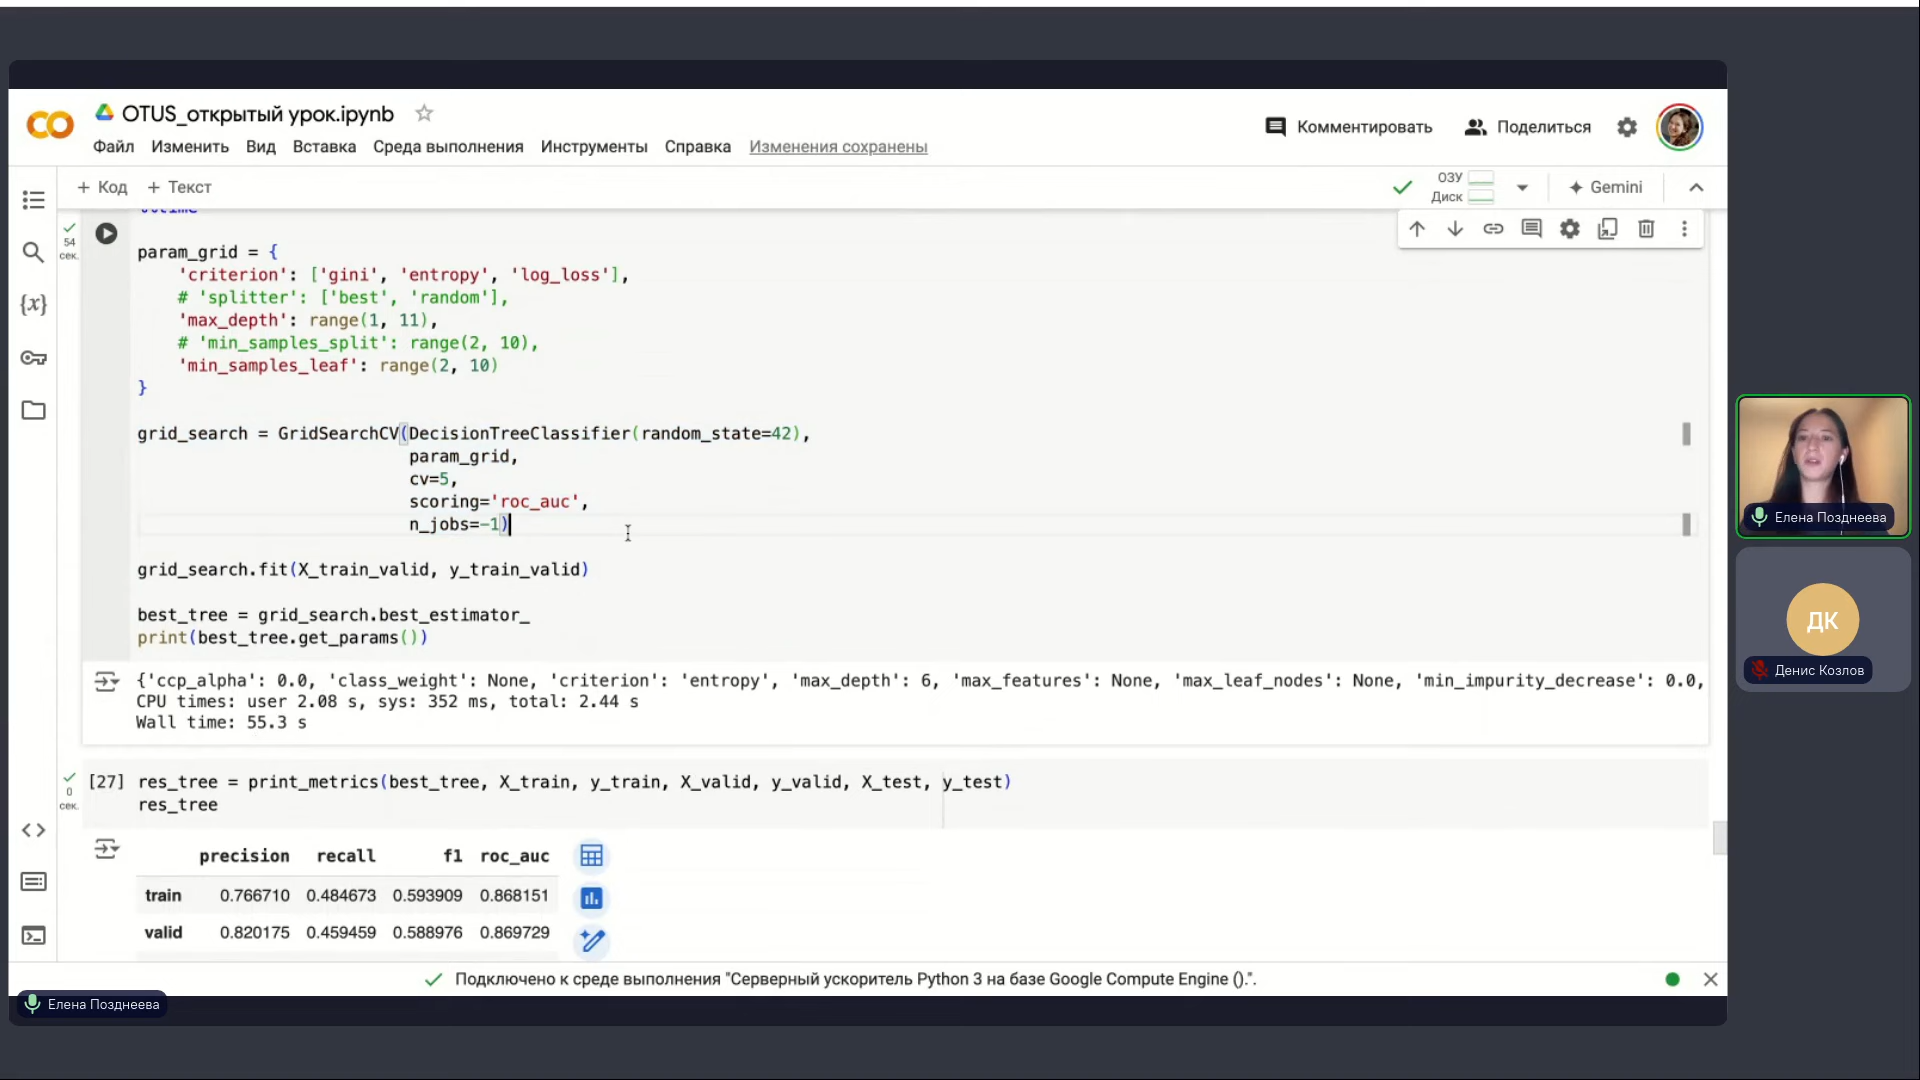 OTUS_открытый урок.ipynb
Файл Изменить Вид Вставка Среда выполнения Инструменты Справка Изменения сохранены
Комментировать Поделиться
+ Код + Текст
ОЗУ
Диск
Gemini
%%time
54
сек.
param_grid = {
'criterion': ['gini', 'entropy', 'log_loss'],
# 'splitter': ['best', 'random'],
'max_depth': range(1, 11),
# 'min_samples_split': range(2, 10),
'min_samples_leaf': range(2, 10)
}
grid_search = GridSearchCV(DecisionTreeClassifier(random_state=42),
param_grid,
cv=5,
scoring='roc_auc',
n_jobs=-1)
grid_search.fit(X_train_valid, y_train_valid)
best_tree = grid_search.best_estimator_
print(best_tree.get_params())
{'ccp_alpha': 0.0, 'class_weight': None, 'criterion': 'entropy', 'max_depth': 6, 'max_features': None, 'max_leaf_nodes': None, 'min_impurity_decrease': 0.0,
CPU times: user 2.08 s, sys: 352 ms, total: 2.44 s
Wall time: 55.3 s
0
сек.
[27] res_tree = print_metrics(best_tree, X_train, y_train, X_valid, y_valid, X_test, y_test)
res_tree
precision recall f1 roc_auc
train 0.766710 0.484673 0.593909 0.868151
valid 0.820175 0.459459 0.588976 0.869729
Подключено к среде выполнения "Серверный ускоритель Python 3 на базе Google Compute Engine ().".
Елена Позднеева
Елена Позднеева
ДК
Денис Козлов